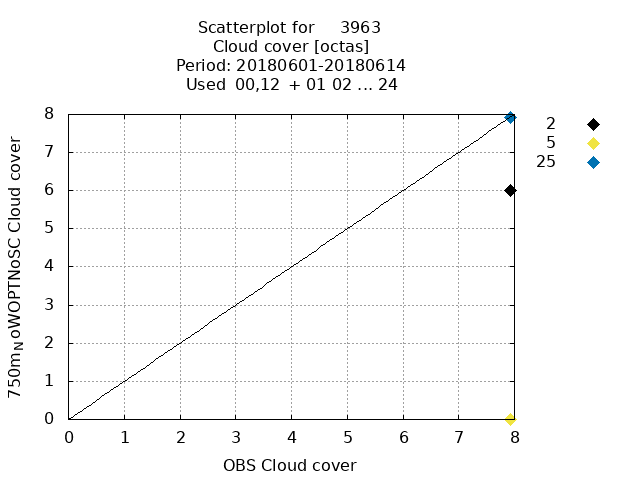 Scatterplot for 3963
Cloud cover [octas]
Period: 20180601-20180614
Used 00,12 + 01 02 ... 24
750mNoWOPTNoSC Cloud cover
8
7
6
5
4
3
2
1
0
0 1 2 3 4 5 6 7 8
OBS Cloud cover
2
5
25